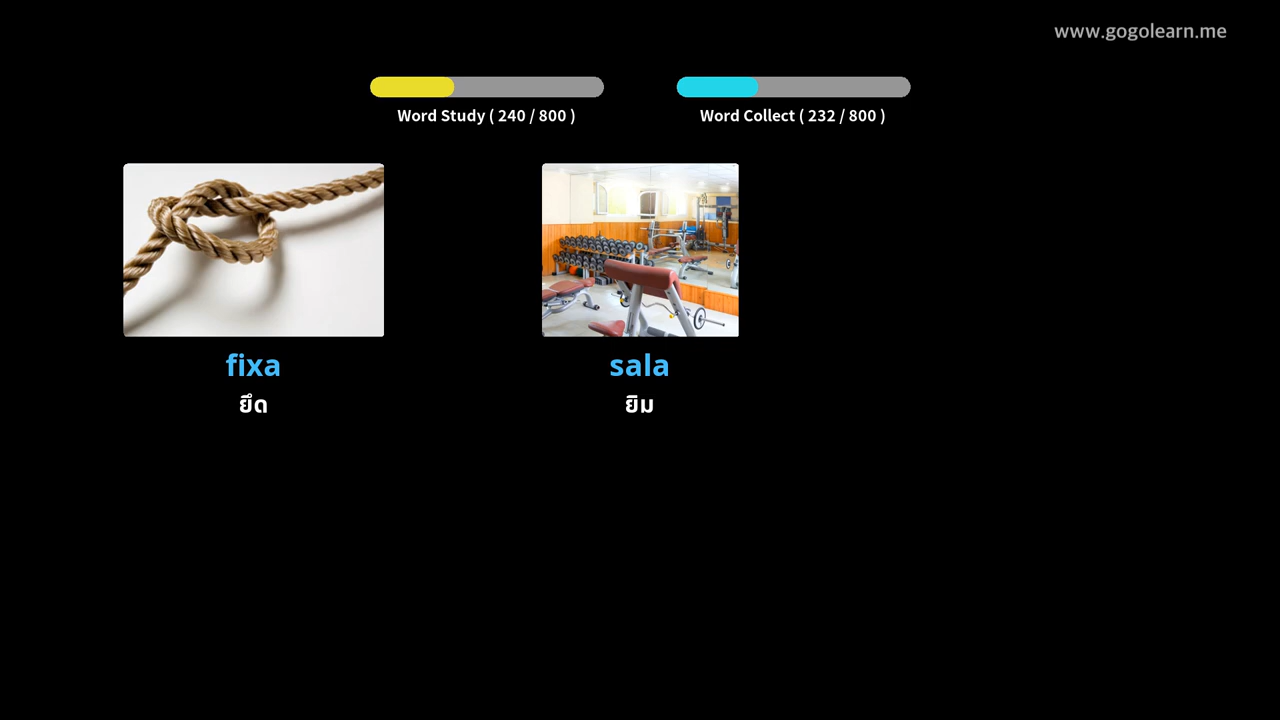 www.gogolearn.me
Word Study ( 240 / 800 )
Word Collect ( 232 / 800 )
fixa
ยึด
sala
ยิม